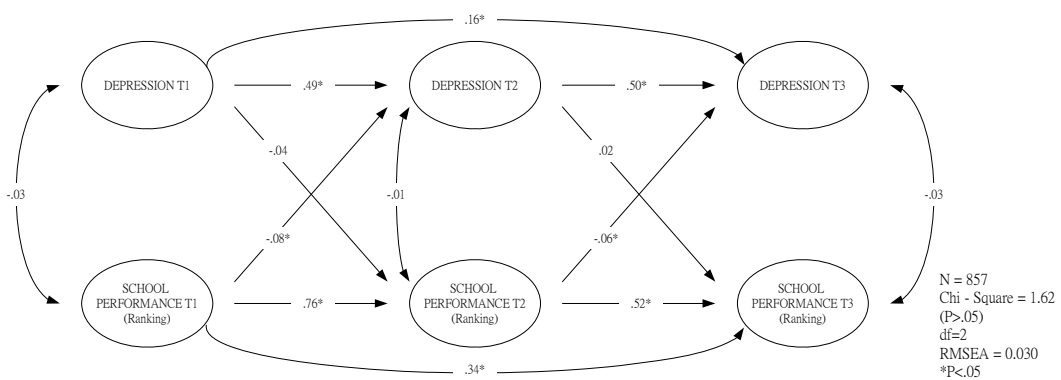 .16*
DEPRESSION T1
.49*
DEPRESSION T2
.50*
DEPRESSION T3
-.04
.02
-.03
-.01
-.03
-.08*
-.06*
SCHOOL
PERFORMANCE T1
(Ranking)
.76*
SCHOOL
PERFORMANCE T2
(Ranking)
.52*
SCHOOL
PERFORMANCE T3
(Ranking)
.34*
N = 857
Chi - Square = 1.62
(P>.05)
df=2
RMSEA = 0.030
*P<.05